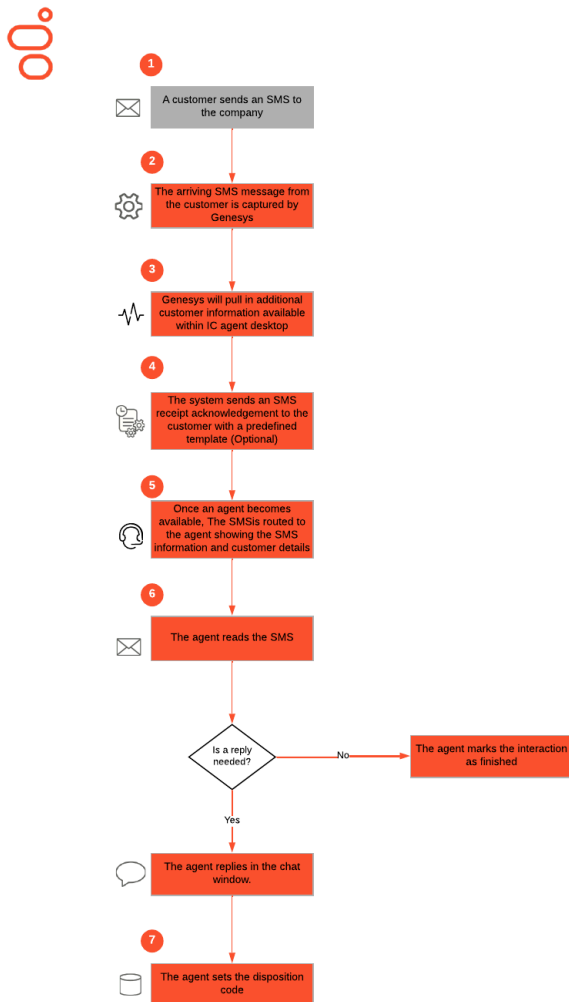 1
A customer sends an SMS to
the company
2
The arriving SMS message from
the customer is captured by
Genesys
3
Genesys will pull in additional
customer information available
within IC agent desktop
4
The system sends an SMS
receipt acknowledgement to the
customer with a predefined
template (Optional)
5
Once an agent becomes
available, The SMSis routed to
the agent showing the SMS
information and customer details
6
The agent reads the SMS
Is a reply
needed?
No
The agent marks the interaction
as finished
Yes
The agent replies in the chat
window.
7
The agent sets the disposition
code